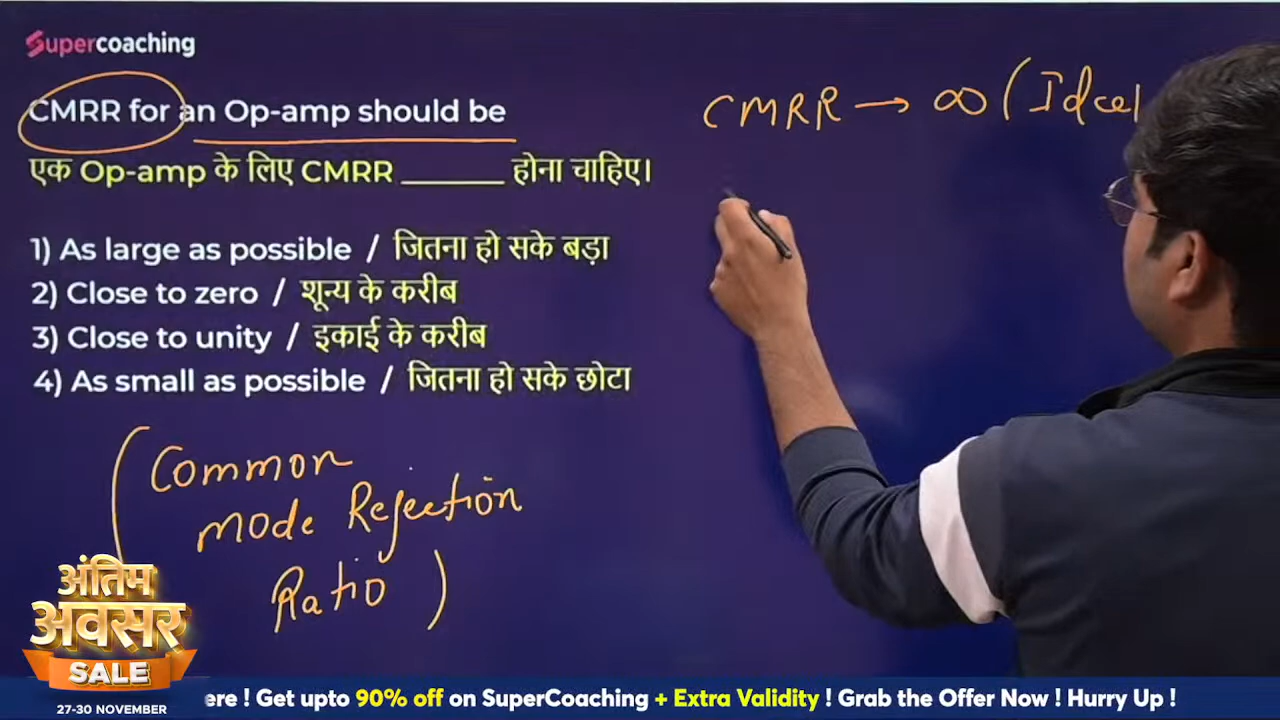 Supercoaching
CMRR for an Op-amp should be
एक Op-amp के लिए CMRR ______ होना चाहिए।
1) As large as possible / जितना हो सके बड़ा
2) Close to zero / शून्य के करीब
3) Close to unity / इकाई के करीब
4) As small as possible / जितना हो सके छोटा
(Common
mode Rejection
Ratio)
CMRR → ∞ (Ideal
अंतिम
अवसर
SALE
27-30 NOVEMBER
ere ! Get upto 90% off on SuperCoaching + Extra Validity ! Grab the Offer Now ! Hurry Up !